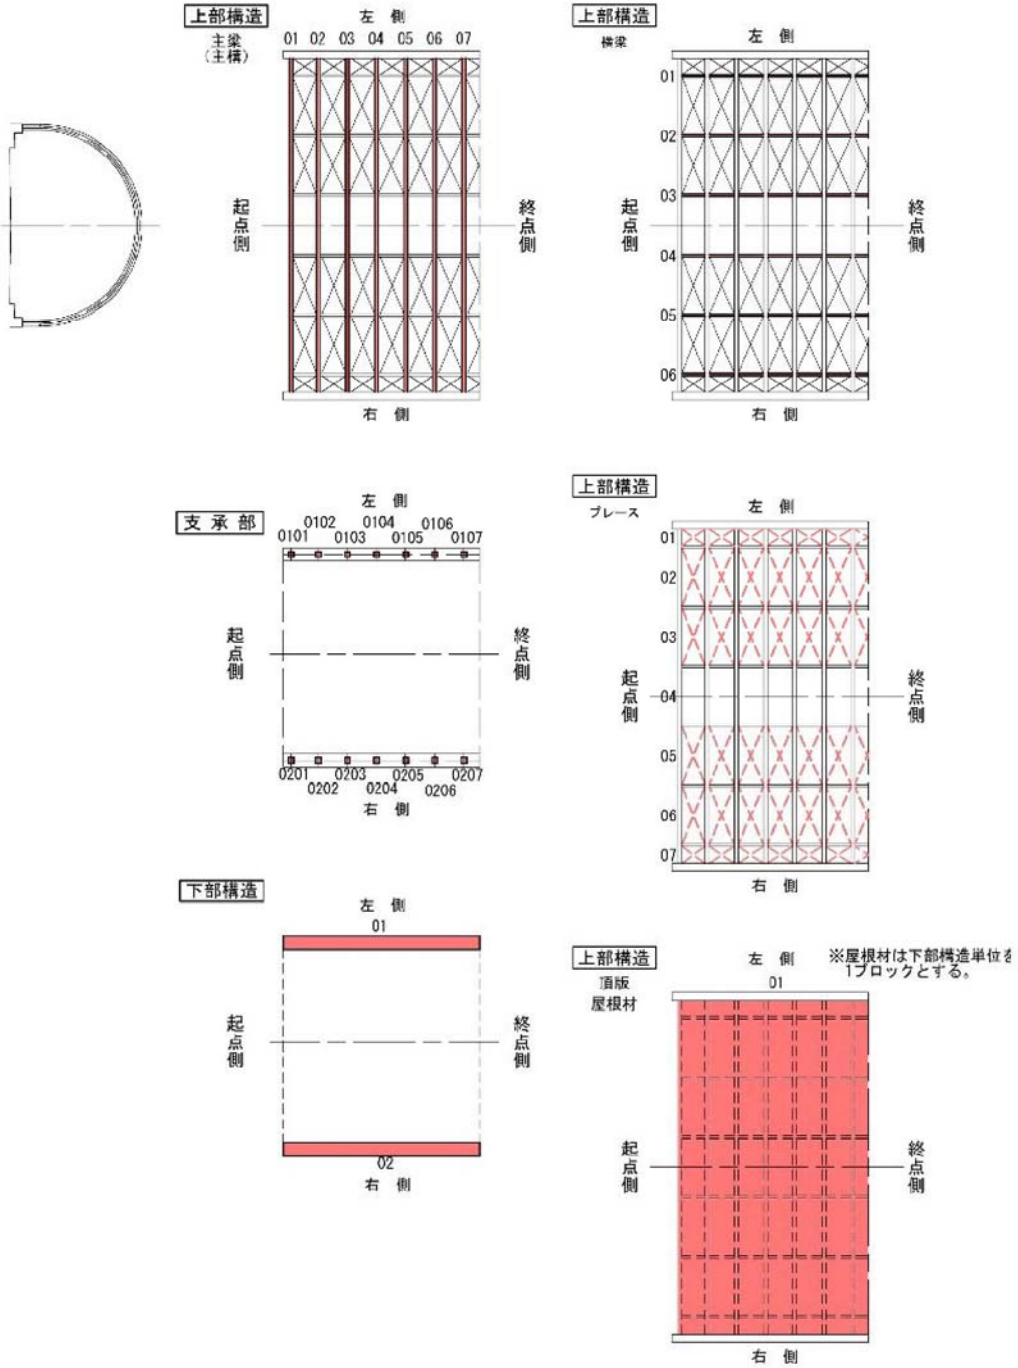 上部構造
左 側
主梁
(主構)
01 02 03 04 05 06 07
起点側
終点側
右 側
上部構造
左 側
横梁
01
02
03
起点側
終点側
04
05
06
右 側
支 承 部
左 側
0102 0104 0106
0101 0103 0105 0107
起点側
終点側
0201 0203 0205 0207
0202 0204 0206
右 側
上部構造
左 側
ブレース
01
02
03
起点側
04
終点側
05
06
07
右 側
下部構造
左 側
01
起点側
終点側
02
右 側
上部構造
左 側
※屋根材は下部構造単位を
1ブロックとする。
頂版
01
屋根材
起点側
終点側
右 側